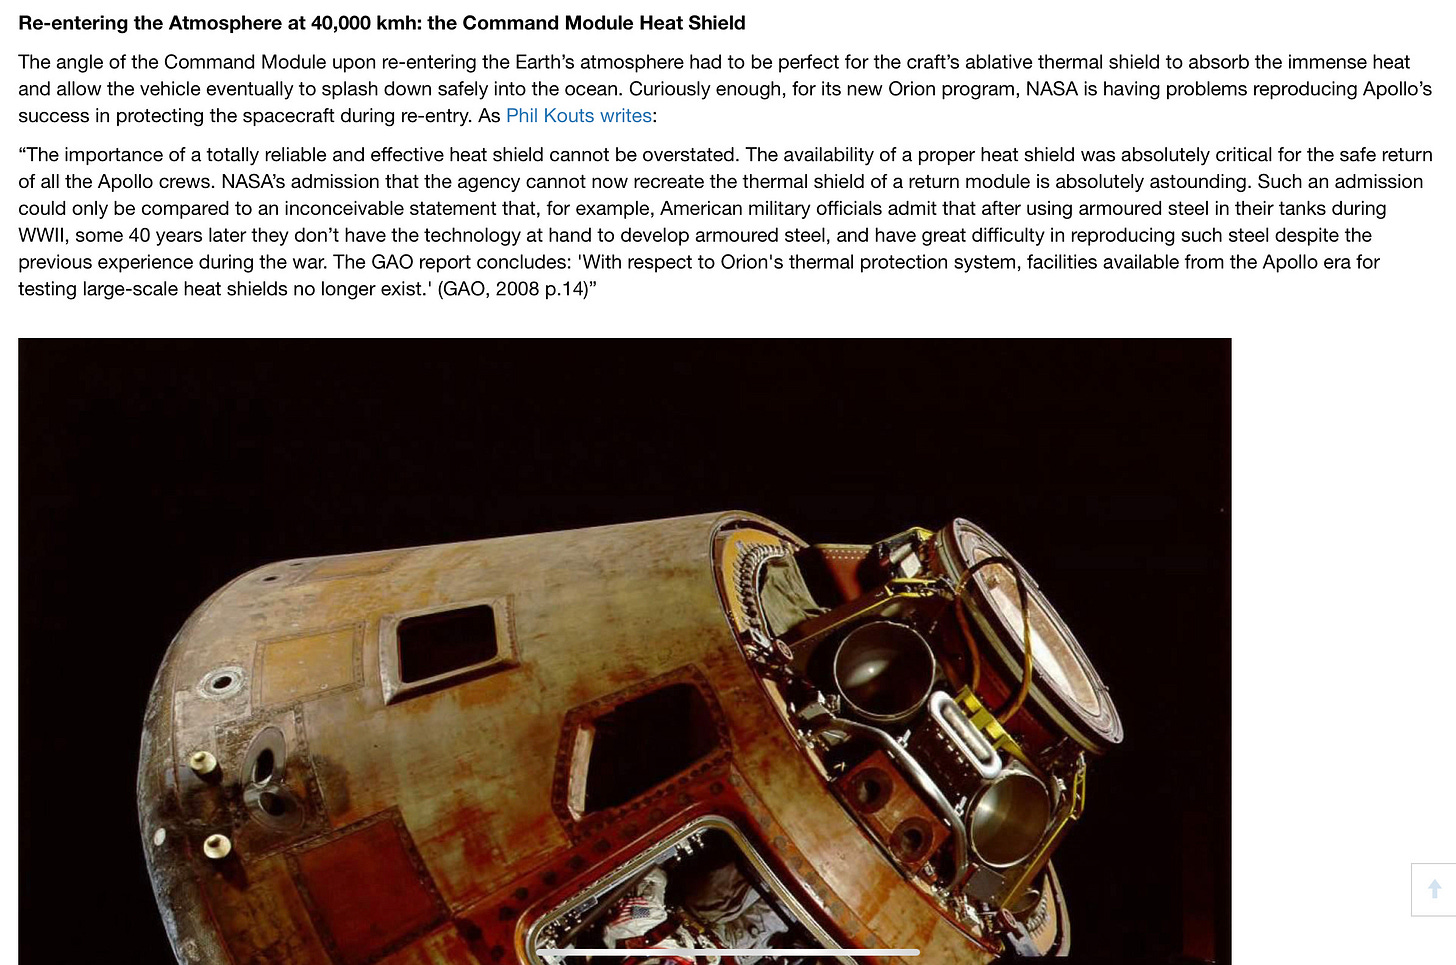 Re-entering the Atmosphere at 40,000 kmh: the Command Module Heat Shield
The angle of the Command Module upon re-entering the Earth’s atmosphere had to be perfect for the craft’s ablative thermal shield to absorb the immense heat
and allow the vehicle eventually to splash down safely into the ocean. Curiously enough, for its new Orion program, NASA is having problems reproducing Apollo’s
success in protecting the spacecraft during re-entry. As Phil Kouts writes:
“The importance of a totally reliable and effective heat shield cannot be overstated. The availability of a proper heat shield was absolutely critical for the safe return
of all the Apollo crews. NASA’s admission that the agency cannot now recreate the thermal shield of a return module is absolutely astounding. Such an admission
could only be compared to an inconceivable statement that, for example, American military officials admit that after using armoured steel in their tanks during
WWII, some 40 years later they don’t have the technology at hand to develop armoured steel, and have great difficulty in reproducing such steel despite the
previous experience during the war. The GAO report concludes: 'With respect to Orion's thermal protection system, facilities available from the Apollo era for
testing large-scale heat shields no longer exist.' (GAO, 2008 p.14)”